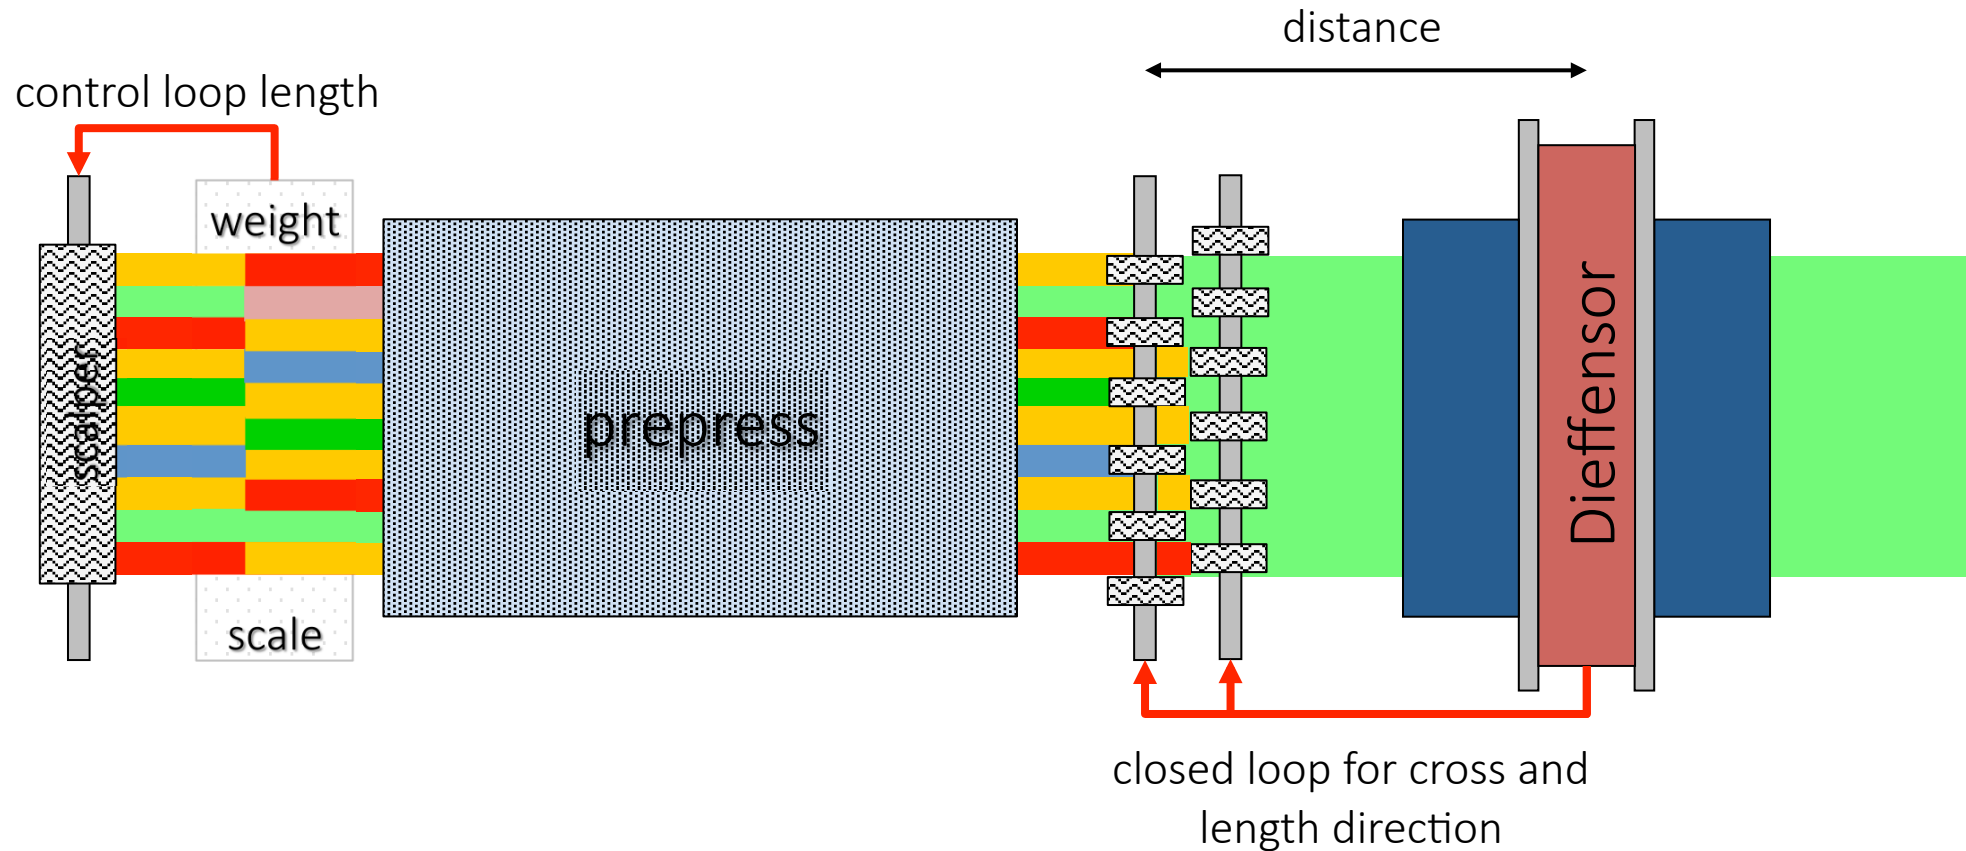 distance
control loop length
weight
scalper
prepress
Dieffensor
scale
closed loop for cross and
length direction